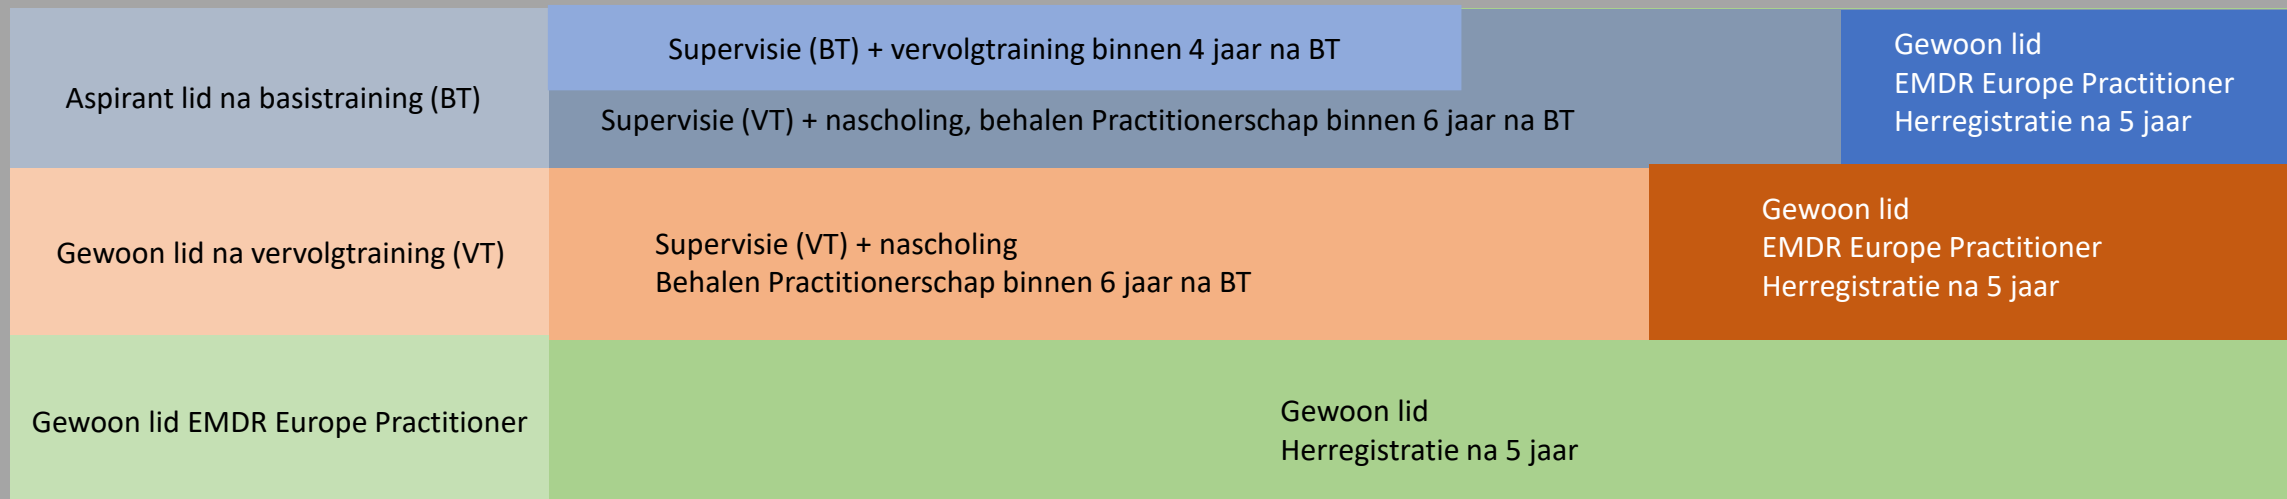 Aspirant lid na basistraining (BT)
Supervisie (BT) + vervolgtraining binnen 4 jaar na BT
Supervisie (VT) + nascholing, behalen Practitionerschap binnen 6 jaar na BT
Gewoon lid
EMDR Europe Practitioner
Herregistratie na 5 jaar
Gewoon lid na vervolgtraining (VT)
Supervisie (VT) + nascholing
Behalen Practitionerschap binnen 6 jaar na BT
Gewoon lid
EMDR Europe Practitioner
Herregistratie na 5 jaar
Gewoon lid EMDR Europe Practitioner
Gewoon lid
Herregistratie na 5 jaar